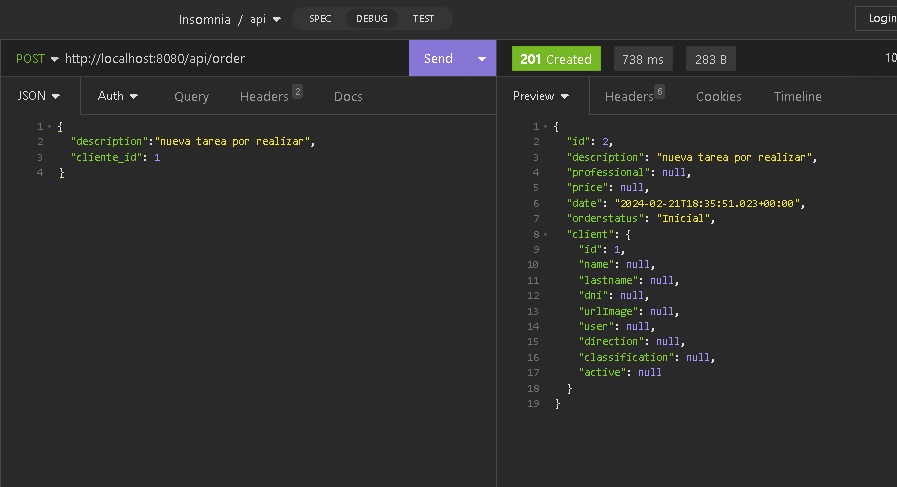 Insomnia / api SPEC DEBUG TEST Login
POST http://localhost:8080/api/order Send
201 Created 738 ms 283 B 10
JSON Auth Query Headers 2 Docs
Preview Headers 6 Cookies Timeline
1 {
2 "description":"nueva tarea por realizar",
3 "cliente_id": 1
4 }
1 {
2 "id": 2,
3 "description": "nueva tarea por realizar",
4 "professional": null,
5 "price": null,
6 "date": "2024-02-21T18:35:51.023+00:00",
7 "orderstatus": "Inicial",
8 "client": {
9 "id": 1,
10 "name": null,
11 "lastname": null,
12 "dni": null,
13 "urlImage": null,
14 "user": null,
15 "direction": null,
16 "classification": null,
17 "active": null
18 }
19 }